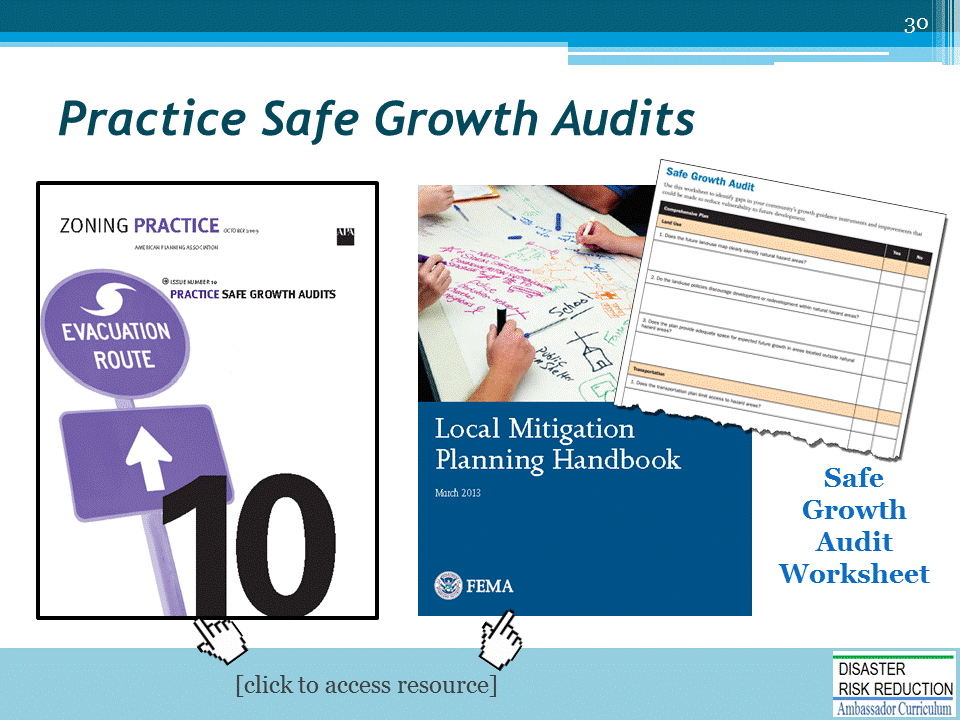 30
Practice Safe Growth Audits
ZONING PRACTICE OCTOBER 2009
AMERICAN PLANNING ASSOCIATION
APA
ISSUE NUMBER 10
PRACTICE SAFE GROWTH AUDITS
EVACUATION
ROUTE
10
School
public
shelter
Local Mitigation
Planning Handbook
March 2013
FEMA
Safe Growth Audit
Use this worksheet to identify gaps in your community's growth guidance instruments and improvements that
could be made to reduce vulnerability to future development.
Comprehensive Plan Yes No
Land Use
1. Does the future land-use map clearly identify natural hazard areas?
2. Do the land-use policies discourage development or redevelopment within natural hazard areas?
3. Does the plan provide adequate space for expected future growth in areas located outside natural
hazard areas?
Transportation
1. Does the transportation plan limit access to hazard areas?
Safe
Growth
Audit
Worksheet
[click to access resource]
DISASTER
RISK REDUCTION
Ambassador Curriculum